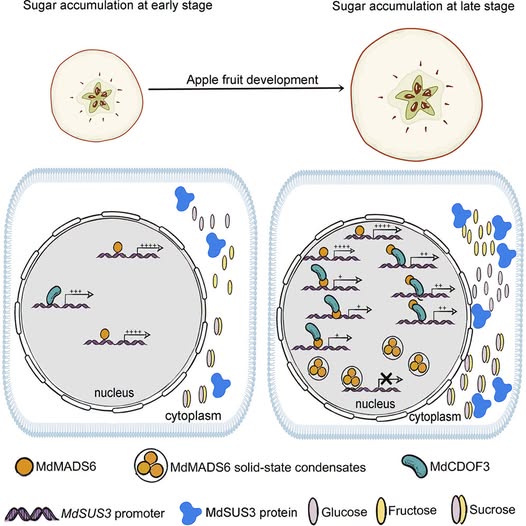 Sugar accumulation at early stage
Sugar accumulation at late stage
Apple fruit development
++++
+++
++++
nucleus
cytoplasm
++++
++++
++
+
++
+
++
+
nucleus
cytoplasm
MdMADS6
MdMADS6 solid-state condensates
MdCDOF3
MdSUS3 promoter
MdSUS3 protein
Glucose
Fructose
Sucrose